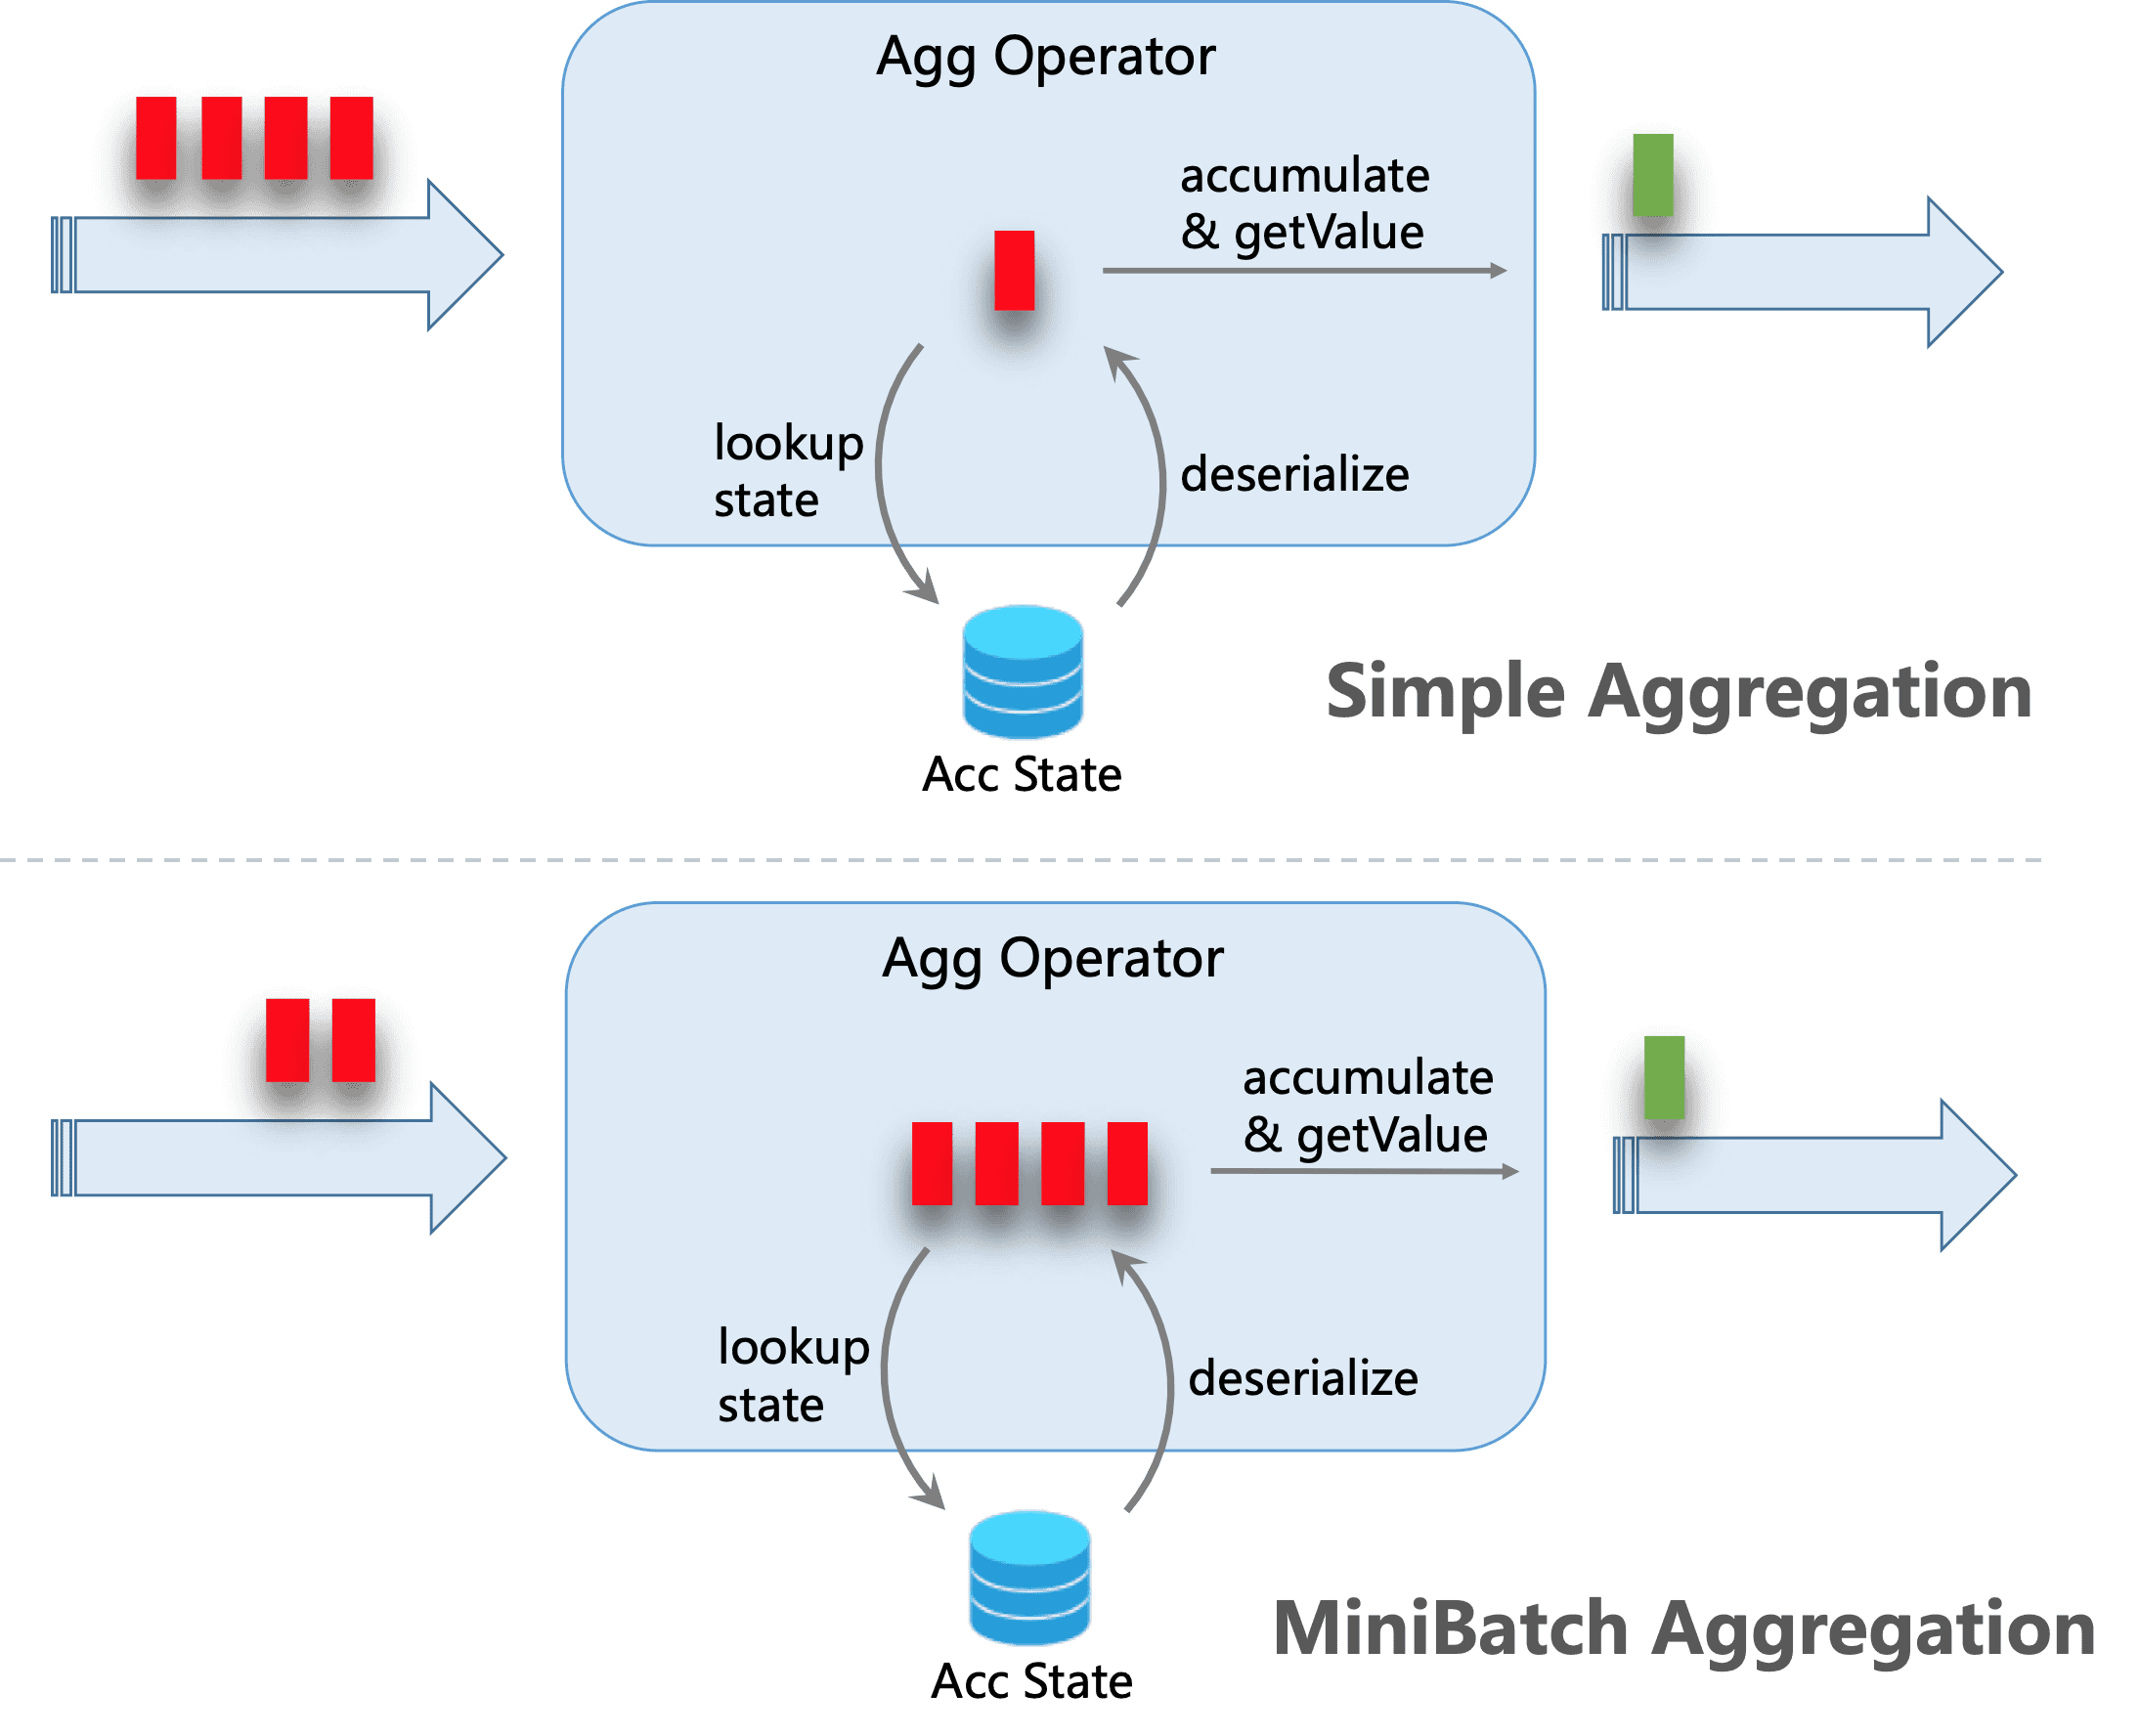 Agg Operator
accumulate
& getValue
lookup
state
deserialize
Acc State
Simple Aggregation
Agg Operator
accumulate
& getValue
lookup
state
deserialize
Acc State
MiniBatch Aggregation